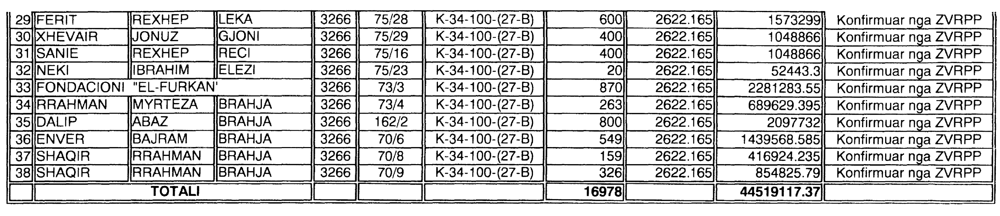 29 FERIT REXHEP LEKA 3266 75/28 K-34-100-(27-B) 600 2622.165 1573299 Konfirmuar nga ZVRPP
30 XHEVAIR JONUZ GJONI 3266 75/29 K-34-100-(27-B) 400 2622.165 1048866 Konfirmuar nga ZVRPP
31 SANIE REXHEP RECI 3266 75/16 K-34-100-(27-B) 400 2622.165 1048866 Konfirmuar nga ZVRPP
32 NEKI IBRAHIM ELEZI 3266 75/23 K-34-100-(27-B) 20 2622.165 52443.3 Konfirmuar nga ZVRPP
33 FONDACIONI "EL-FURKAN' 3266 73/3 K-34-100-(27-B) 870 2622.165 2281283.55 Konfirmuar nga ZVRPP
34 RRAHMAN MYRTEZA BRAHJA 3266 73/4 K-34-100-(27-B) 263 2622.165 689629.395 Konfirmuar nga ZVRPP
35 DALIP ABAZ BRAHJA 3266 162/2 K-34-100-(27-B) 800 2622.165 2097732 Konfirmuar nga ZVRPP
36 ENVER BAJRAM BRAHJA 3266 70/6 K-34-100-(27-B) 549 2622.165 1439568.585 Konfirmuar nga ZVRPP
37 SHAQIR RRAHMAN BRAHJA 3266 70/8 K-34-100-(27-B) 159 2622.165 416924.235 Konfirmuar nga ZVRPP
38 SHAQIR RRAHMAN BRAHJA 3266 70/9 K-34-100-(27-B) 326 2622.165 854825.79 Konfirmuar nga ZVRPP
TOTALI 16978 44519117.37